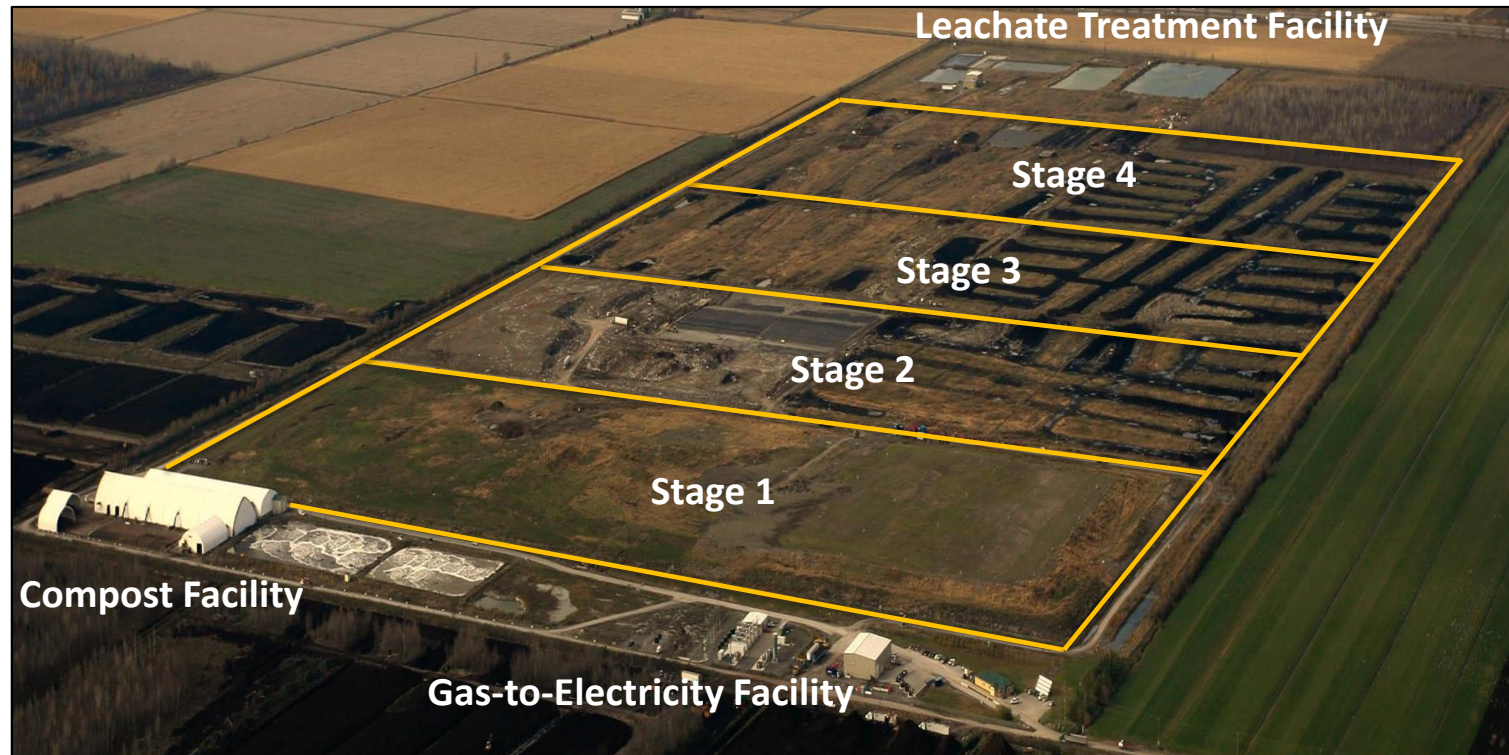 Leachate Treatment Facility
Stage 4
Stage 3
Stage 2
Stage 1
Compost Facility
Gas-to-Electricity Facility